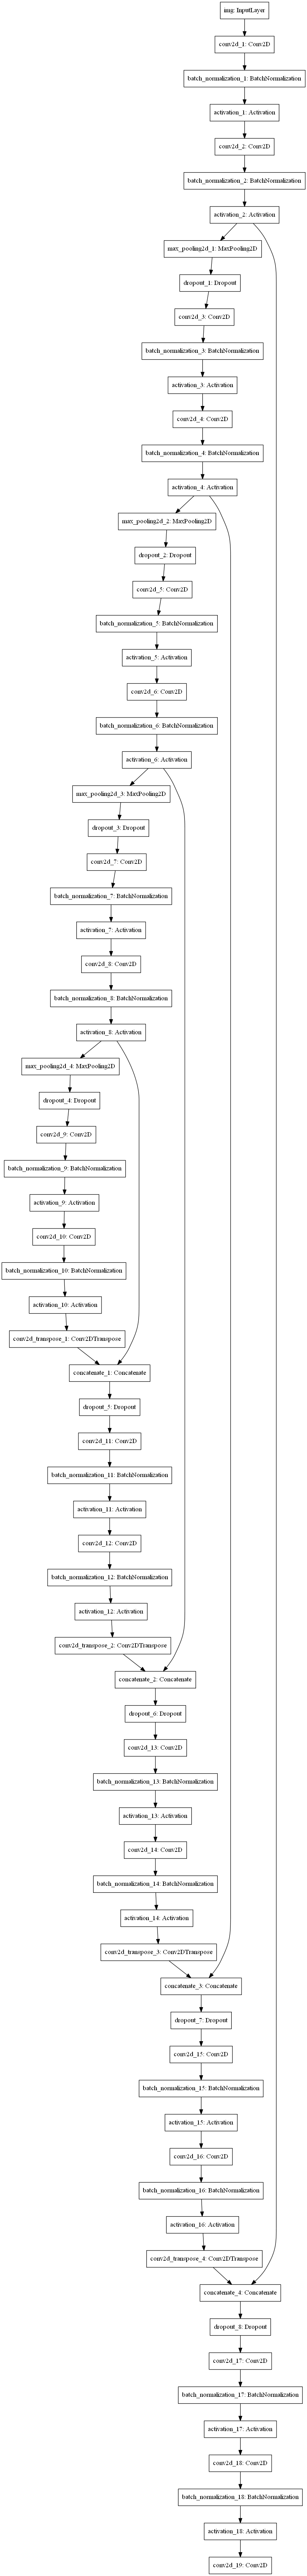 img: InputLayer
conv2d_1: Conv2D
batch_normalization_1: BatchNormalization
activation_1: Activation
conv2d_2: Conv2D
batch_normalization_2: BatchNormalization
activation_2: Activation
max_pooling2d_1: MaxPooling2D
dropout_1: Dropout
conv2d_3: Conv2D
batch_normalization_3: BatchNormalization
activation_3: Activation
conv2d_4: Conv2D
batch_normalization_4: BatchNormalization
activation_4: Activation
max_pooling2d_2: MaxPooling2D
dropout_2: Dropout
conv2d_5: Conv2D
batch_normalization_5: BatchNormalization
activation_5: Activation
conv2d_6: Conv2D
batch_normalization_6: BatchNormalization
activation_6: Activation
max_pooling2d_3: MaxPooling2D
dropout_3: Dropout
conv2d_7: Conv2D
batch_normalization_7: BatchNormalization
activation_7: Activation
conv2d_8: Conv2D
batch_normalization_8: BatchNormalization
activation_8: Activation
max_pooling2d_4: MaxPooling2D
dropout_4: Dropout
conv2d_9: Conv2D
batch_normalization_9: BatchNormalization
activation_9: Activation
conv2d_10: Conv2D
batch_normalization_10: BatchNormalization
activation_10: Activation
conv2d_transpose_1: Conv2DTranspose
concatenate_1: Concatenate
dropout_5: Dropout
conv2d_11: Conv2D
batch_normalization_11: BatchNormalization
activation_11: Activation
conv2d_12: Conv2D
batch_normalization_12: BatchNormalization
activation_12: Activation
conv2d_transpose_2: Conv2DTranspose
concatenate_2: Concatenate
dropout_6: Dropout
conv2d_13: Conv2D
batch_normalization_13: BatchNormalization
activation_13: Activation
conv2d_14: Conv2D
batch_normalization_14: BatchNormalization
activation_14: Activation
conv2d_transpose_3: Conv2DTranspose
concatenate_3: Concatenate
dropout_7: Dropout
conv2d_15: Conv2D
batch_normalization_15: BatchNormalization
activation_15: Activation
conv2d_16: Conv2D
batch_normalization_16: BatchNormalization
activation_16: Activation
conv2d_transpose_4: Conv2DTranspose
concatenate_4: Concatenate
dropout_8: Dropout
conv2d_17: Conv2D
batch_normalization_17: BatchNormalization
activation_17: Activation
conv2d_18: Conv2D
batch_normalization_18: BatchNormalization
activation_18: Activation
conv2d_19: Conv2D